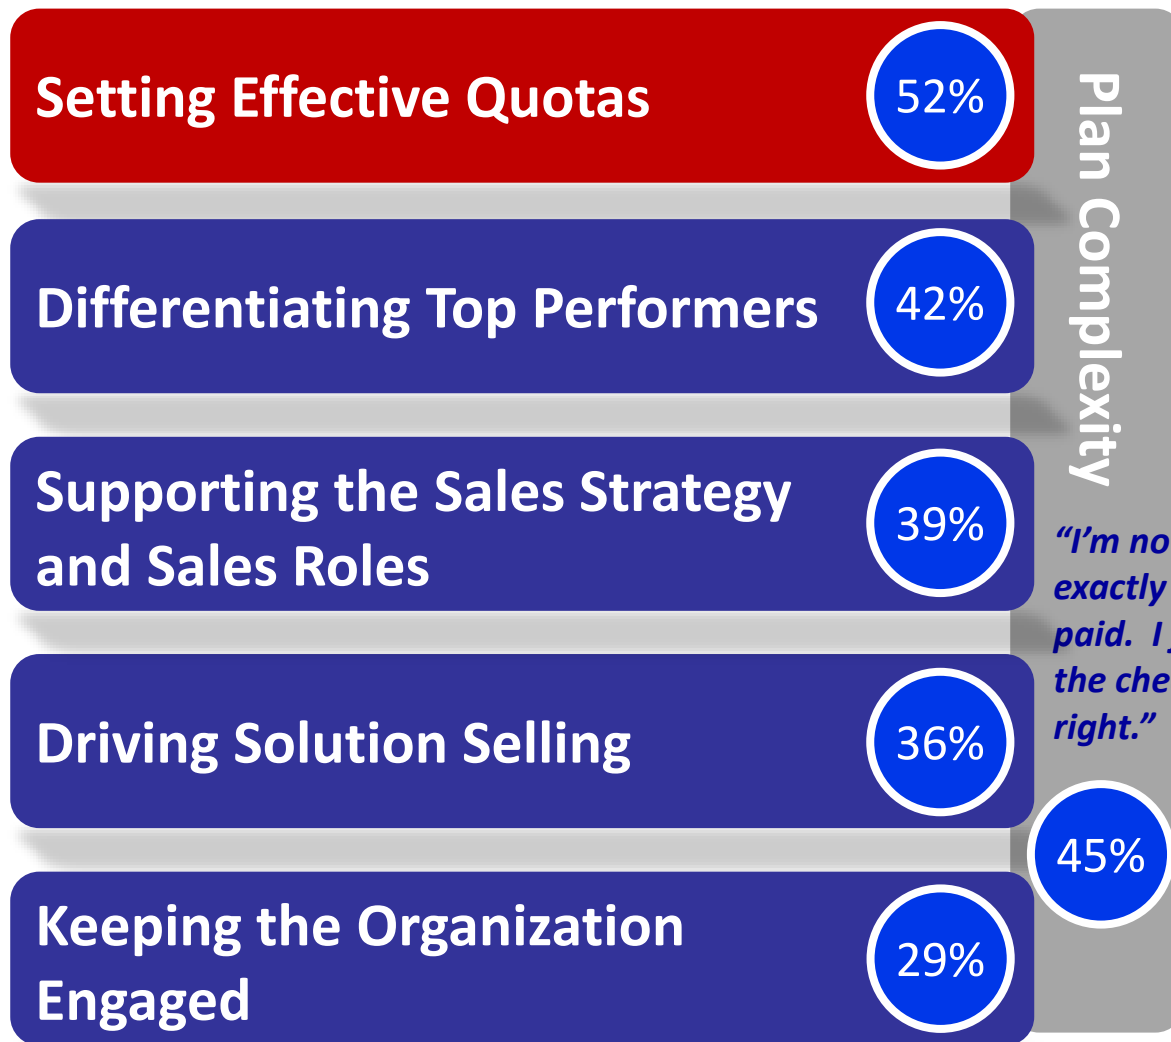 Setting Effective Quotas
52%
Differentiating Top Performers
42%
Supporting the Sales Strategy
and Sales Roles
39%
Driving Solution Selling
36%
Keeping the Organization
Engaged
29%
Plan Complexity
“I’m
exactly
paid.  I
the
right.”
45%